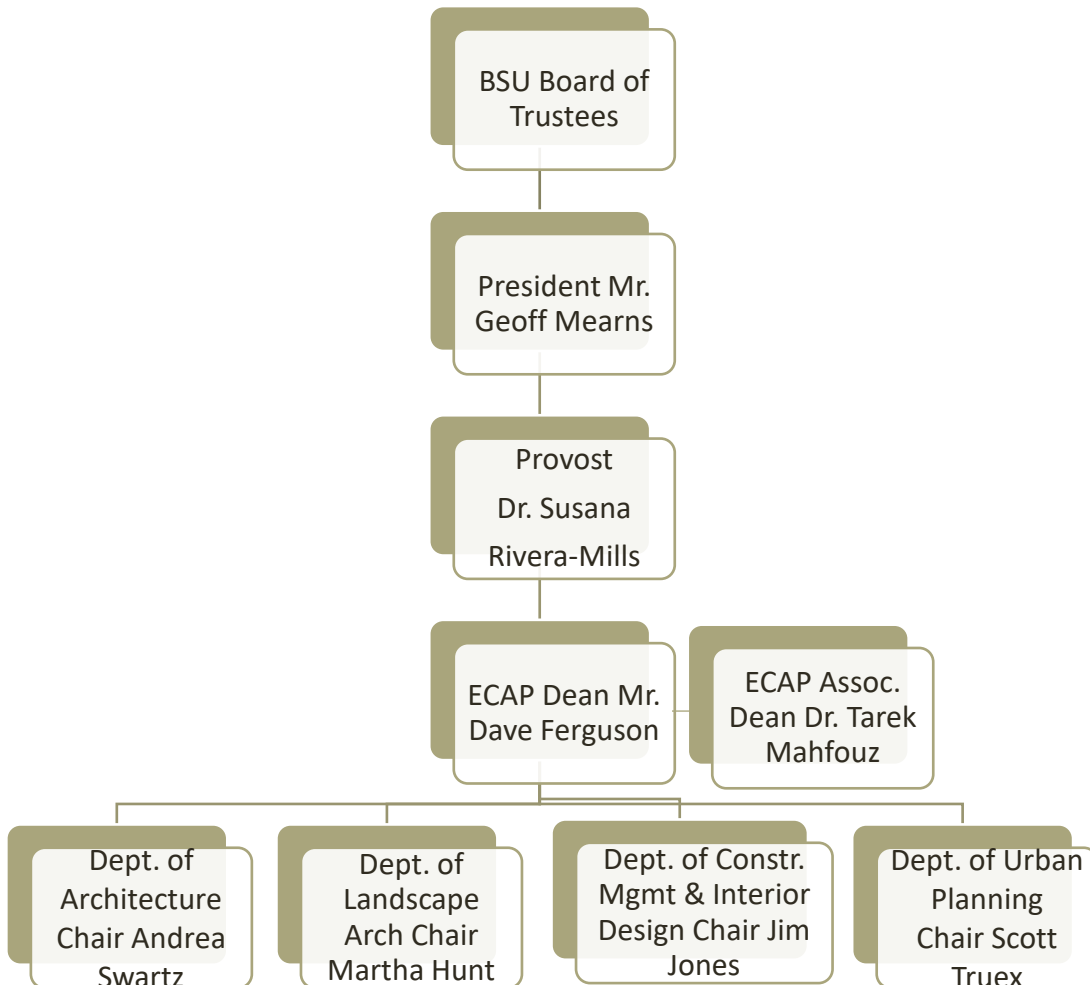 BSU Board of
Trustees
President Mr.
Geoff Mearns
Provost
Dr. Susana
Rivera-Mills
ECAP Dean Mr.
Dave Ferguson
ECAP Assoc.
Dean Dr. Tarek
Mahfouz
Dept. of
Architecture
Chair Andrea
Swartz
Dept. of
Landscape
Arch Chair
Martha Hunt
Dept. of Constr.
Mgmt & Interior
Design Chair Jim
Jones
Dept. of Urban
Planning
Chair Scott
Truex